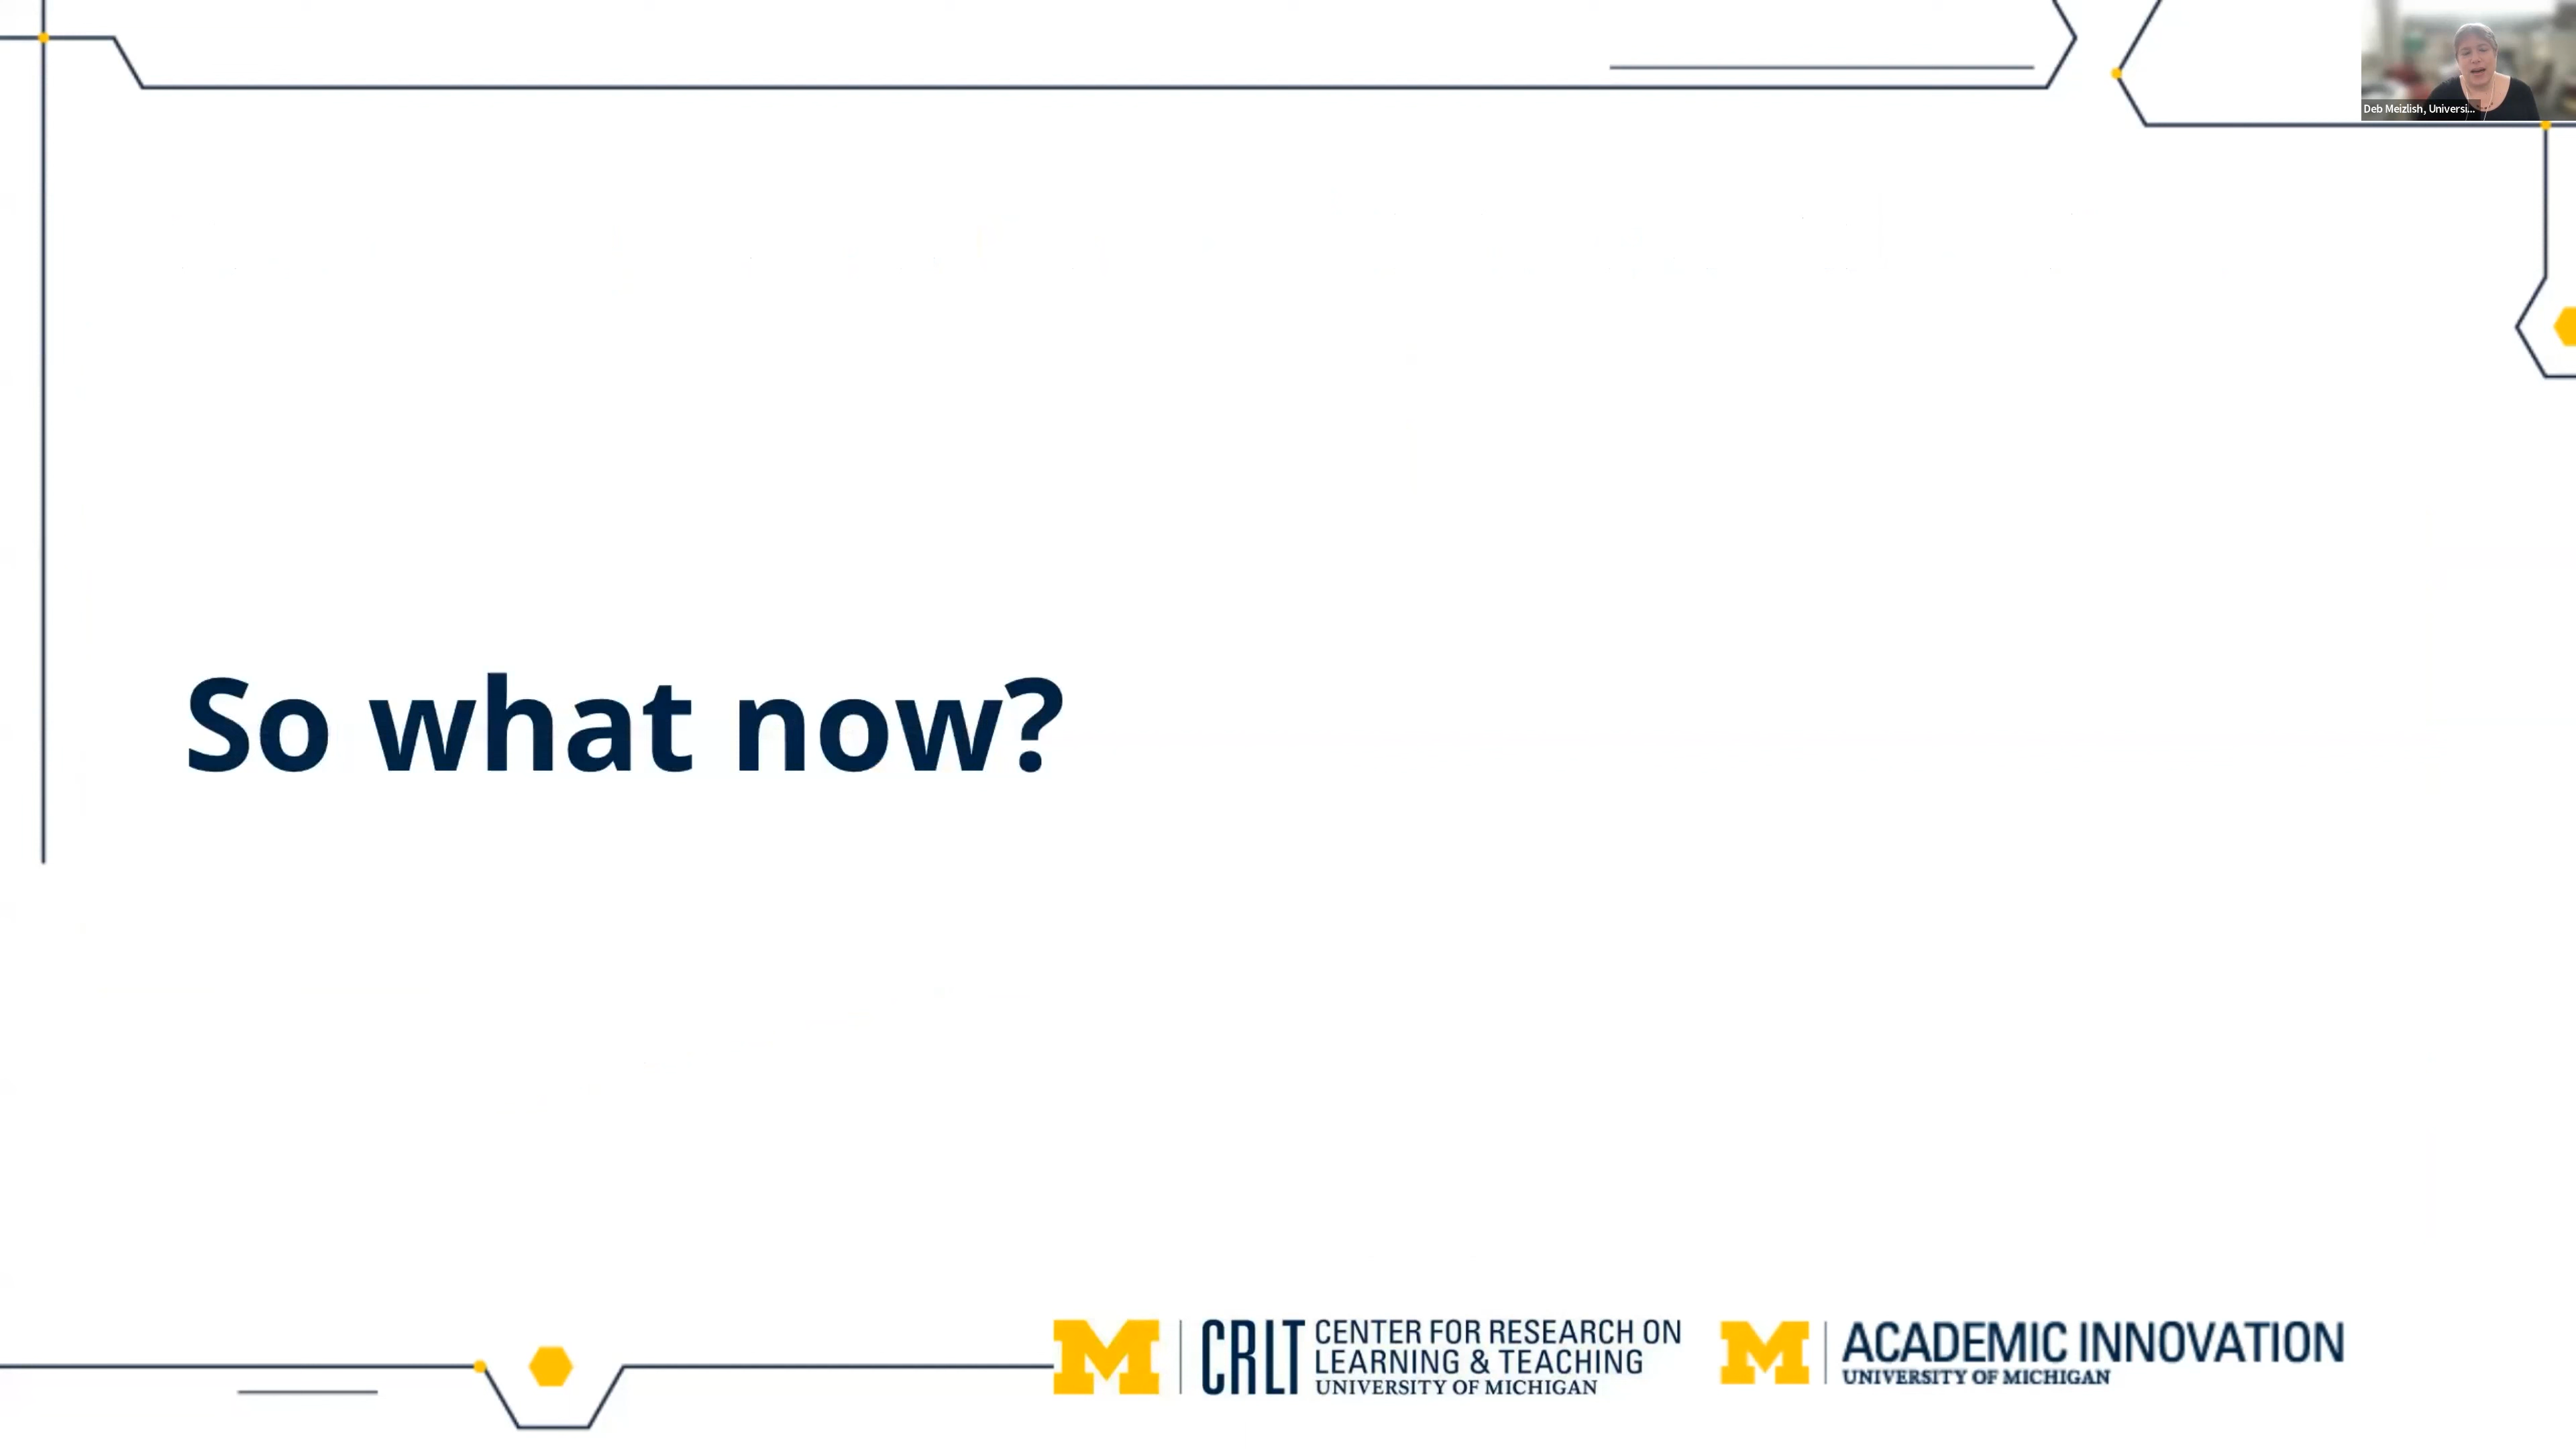 Deb Meizlish, Universi...
So what now?
M CRLT CENTER FOR RESEARCH ON
LEARNING & TEACHING
UNIVERSITY OF MICHIGAN
M ACADEMIC INNOVATION
UNIVERSITY OF MICHIGAN